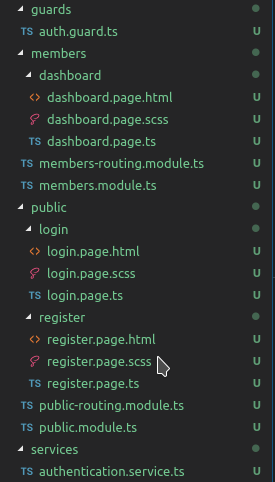 guards
TS auth.guard.ts U
members
dashboard
<> dashboard.page.html U
dashboard.page.scss U
TS dashboard.page.ts U
TS members-routing.module.ts U
TS members.module.ts U
public
login
<> login.page.html U
login.page.scss U
TS login.page.ts U
register
<> register.page.html U
register.page.scss U
TS register.page.ts U
TS public-routing.module.ts U
TS public.module.ts U
services
TS authentication.service.ts U